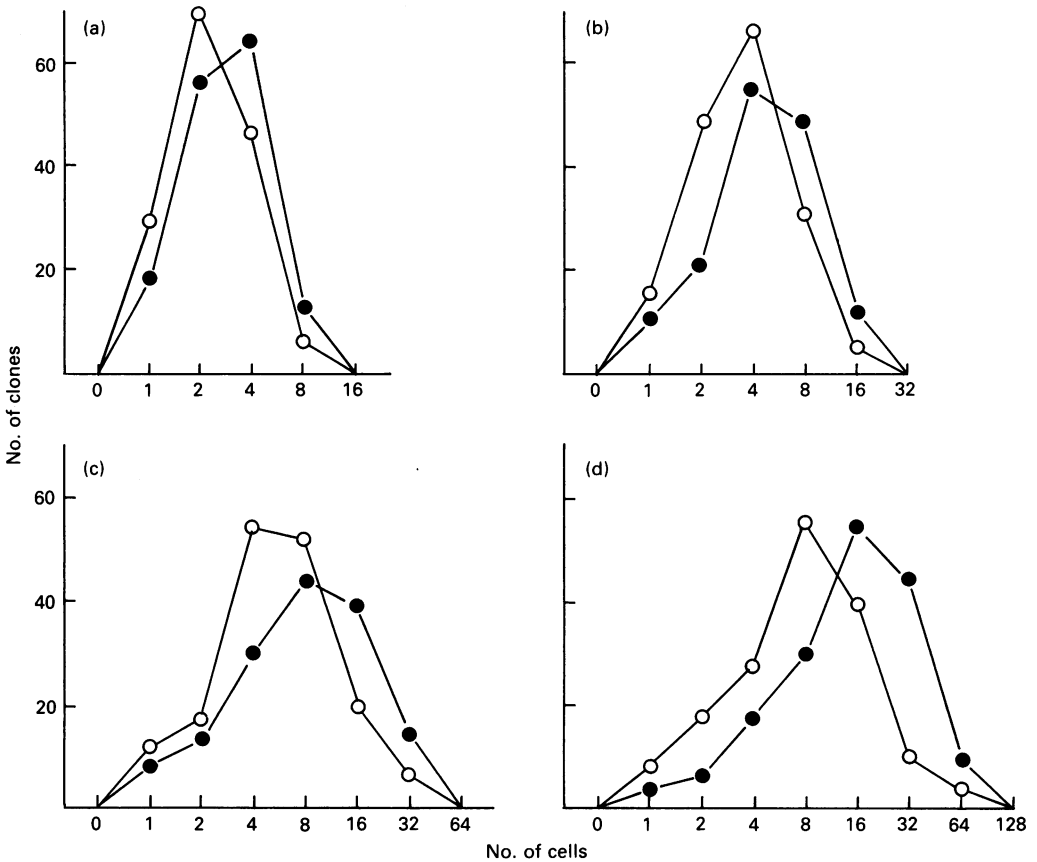 (a)
60
40
20
0 1 2 4 8 16
(b)
0 1 2 4 8 16 32
No. of clones
(c)
60
40
20
0 1 2 4 8 16 32 64
(d)
0 1 2 4 8 16 32 64 128
No. of cells